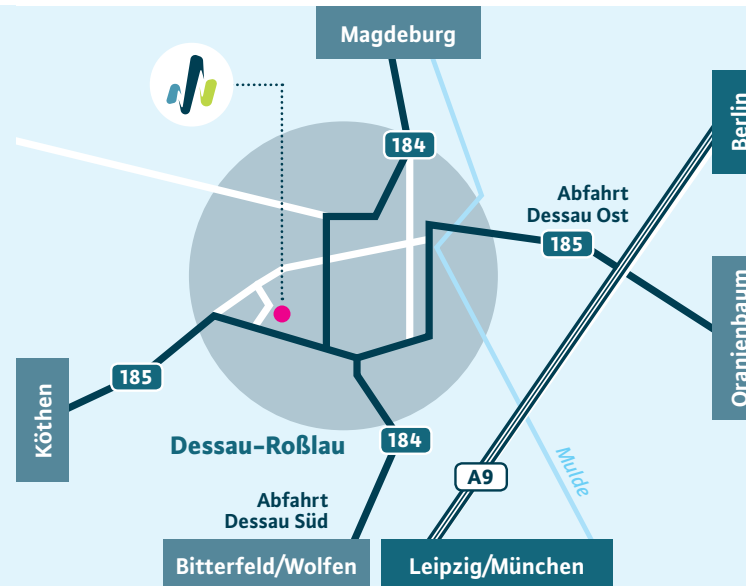 Magdeburg
Berlin
184
Abfahrt
Dessau Ost
185
Oranienbaum
185
Köthen
Dessau-Roßlau
184
Mulde
A9
Abfahrt
Dessau Süd
Bitterfeld/Wolfen
Leipzig/München